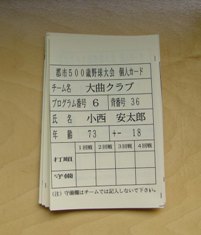 都市500歳野球大会 個人カード
チーム名 大曲クラブ
プログラム番号 6 背番号 36
氏名 小西 安太郎
年齢 73 +- 18
1回戦 2回戦 3回戦 4回戦
打順
守備
(注) 守備欄はチームでは記入しないで下さい。